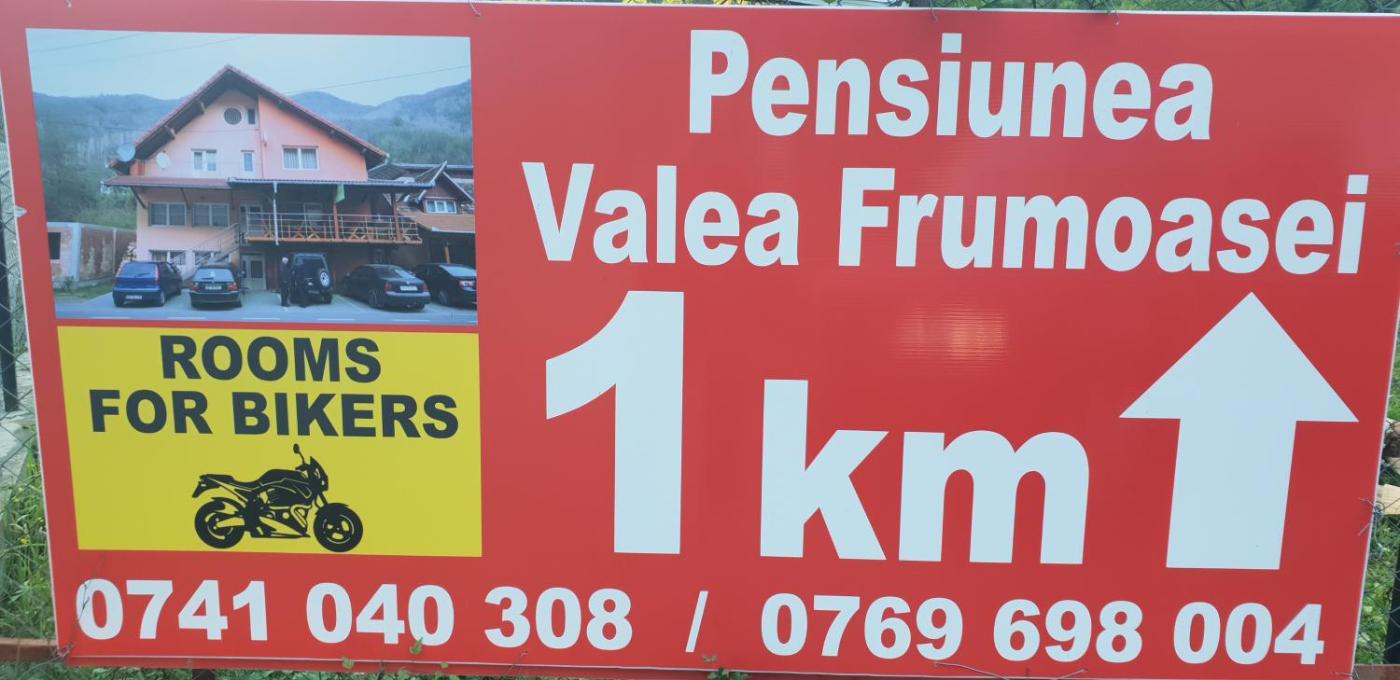 Pensiunea
Valea Frumoasei
1 km
ROOMS
FOR BIKERS
0741 040 308 / 0769 698 004